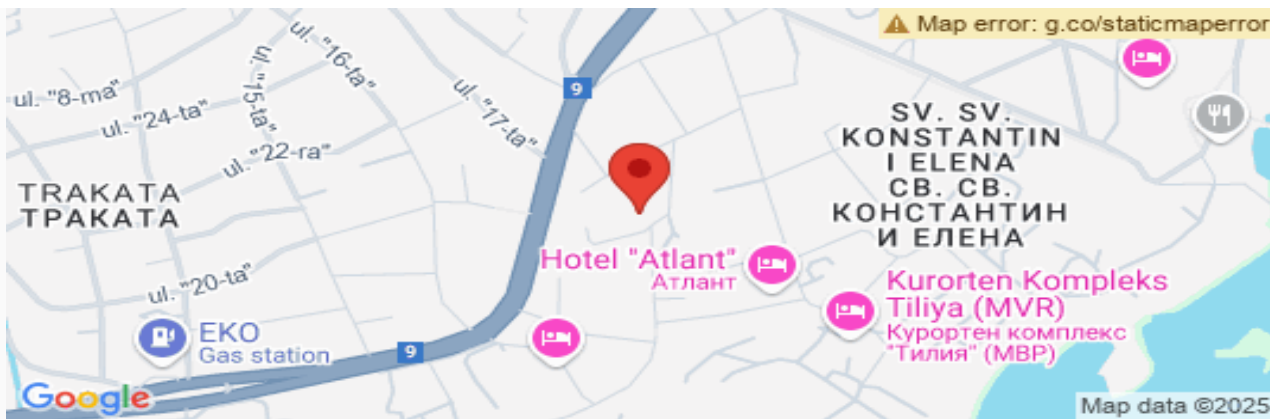 Map error: g.co/staticmaperror
9
ul. "16-ta"
ul. "15-ta"
ul. "8-ma"
ul. "24-ta"
ul. "17-ta"
ul. "22-ra"
SV. SV.
KONSTANTIN
I ELENA
СВ. СВ.
КОНСТАНТИН
И ЕЛЕНА
TRAKATA
ТРАКАТА
Hotel "Atlant"
Атлант
ul. "20-ta"
Kurorten Kompleks
Tiliya (MVR)
Курортен комплекс
"Тилия" (МВР)
EKO
Gas station
9
Google
Map data ©2025